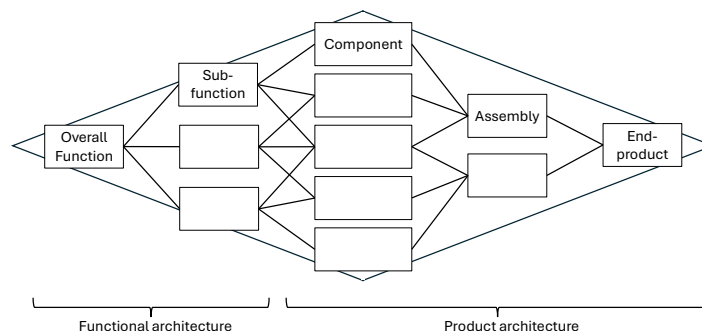 Component
Sub-
function
Assembly
Overall
Function
End-
product
Functional architecture
Product architecture